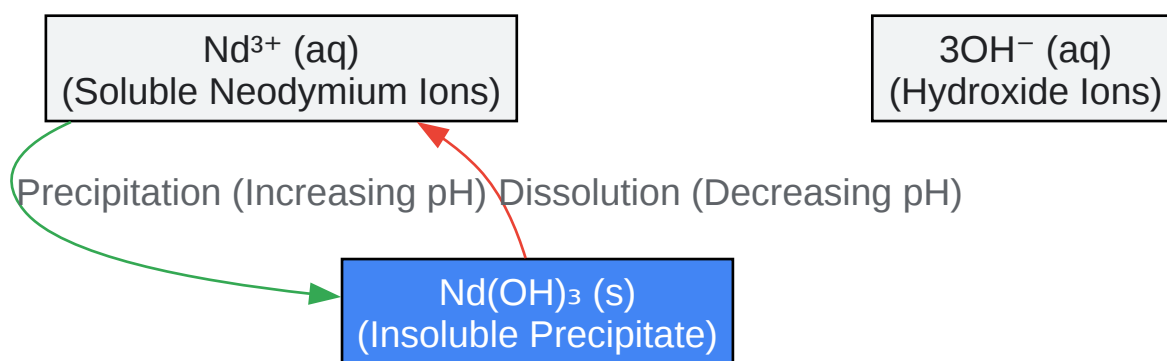 Nd³⁺ (aq)
(Soluble Neodymium Ions)
3OH⁻ (aq)
(Hydroxide Ions)
Precipitation (Increasing pH)
Dissolution (Decreasing pH)
Nd(OH)₃ (s)
(Insoluble Precipitate)